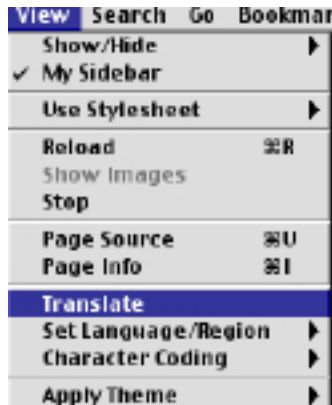 View Search Go Bookmar
Show/Hide
✓ My Sidebar
Use Stylesheet
Reload ⌘R
Show Images
Stop
Page Source ⌘U
Page Info ⌘I
Translate
Set Language/Region
Character Coding
Apply Theme